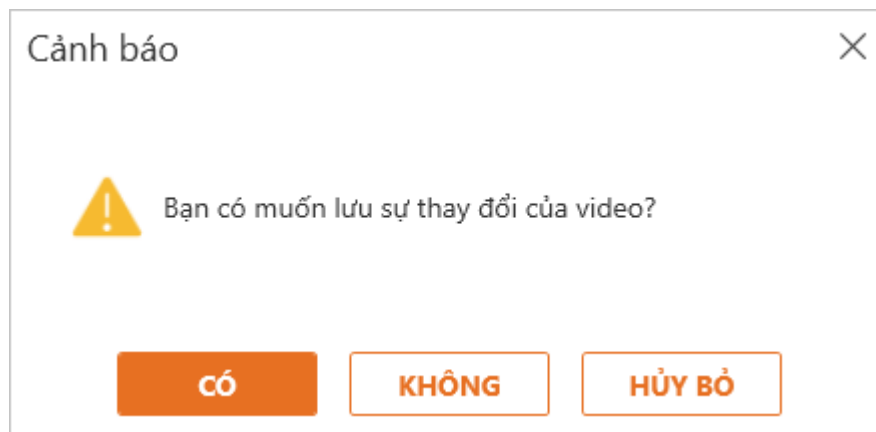 Cảnh báo
Bạn có muốn lưu sự thay đổi của video?
CÓ
KHÔNG
HỦY BỎ